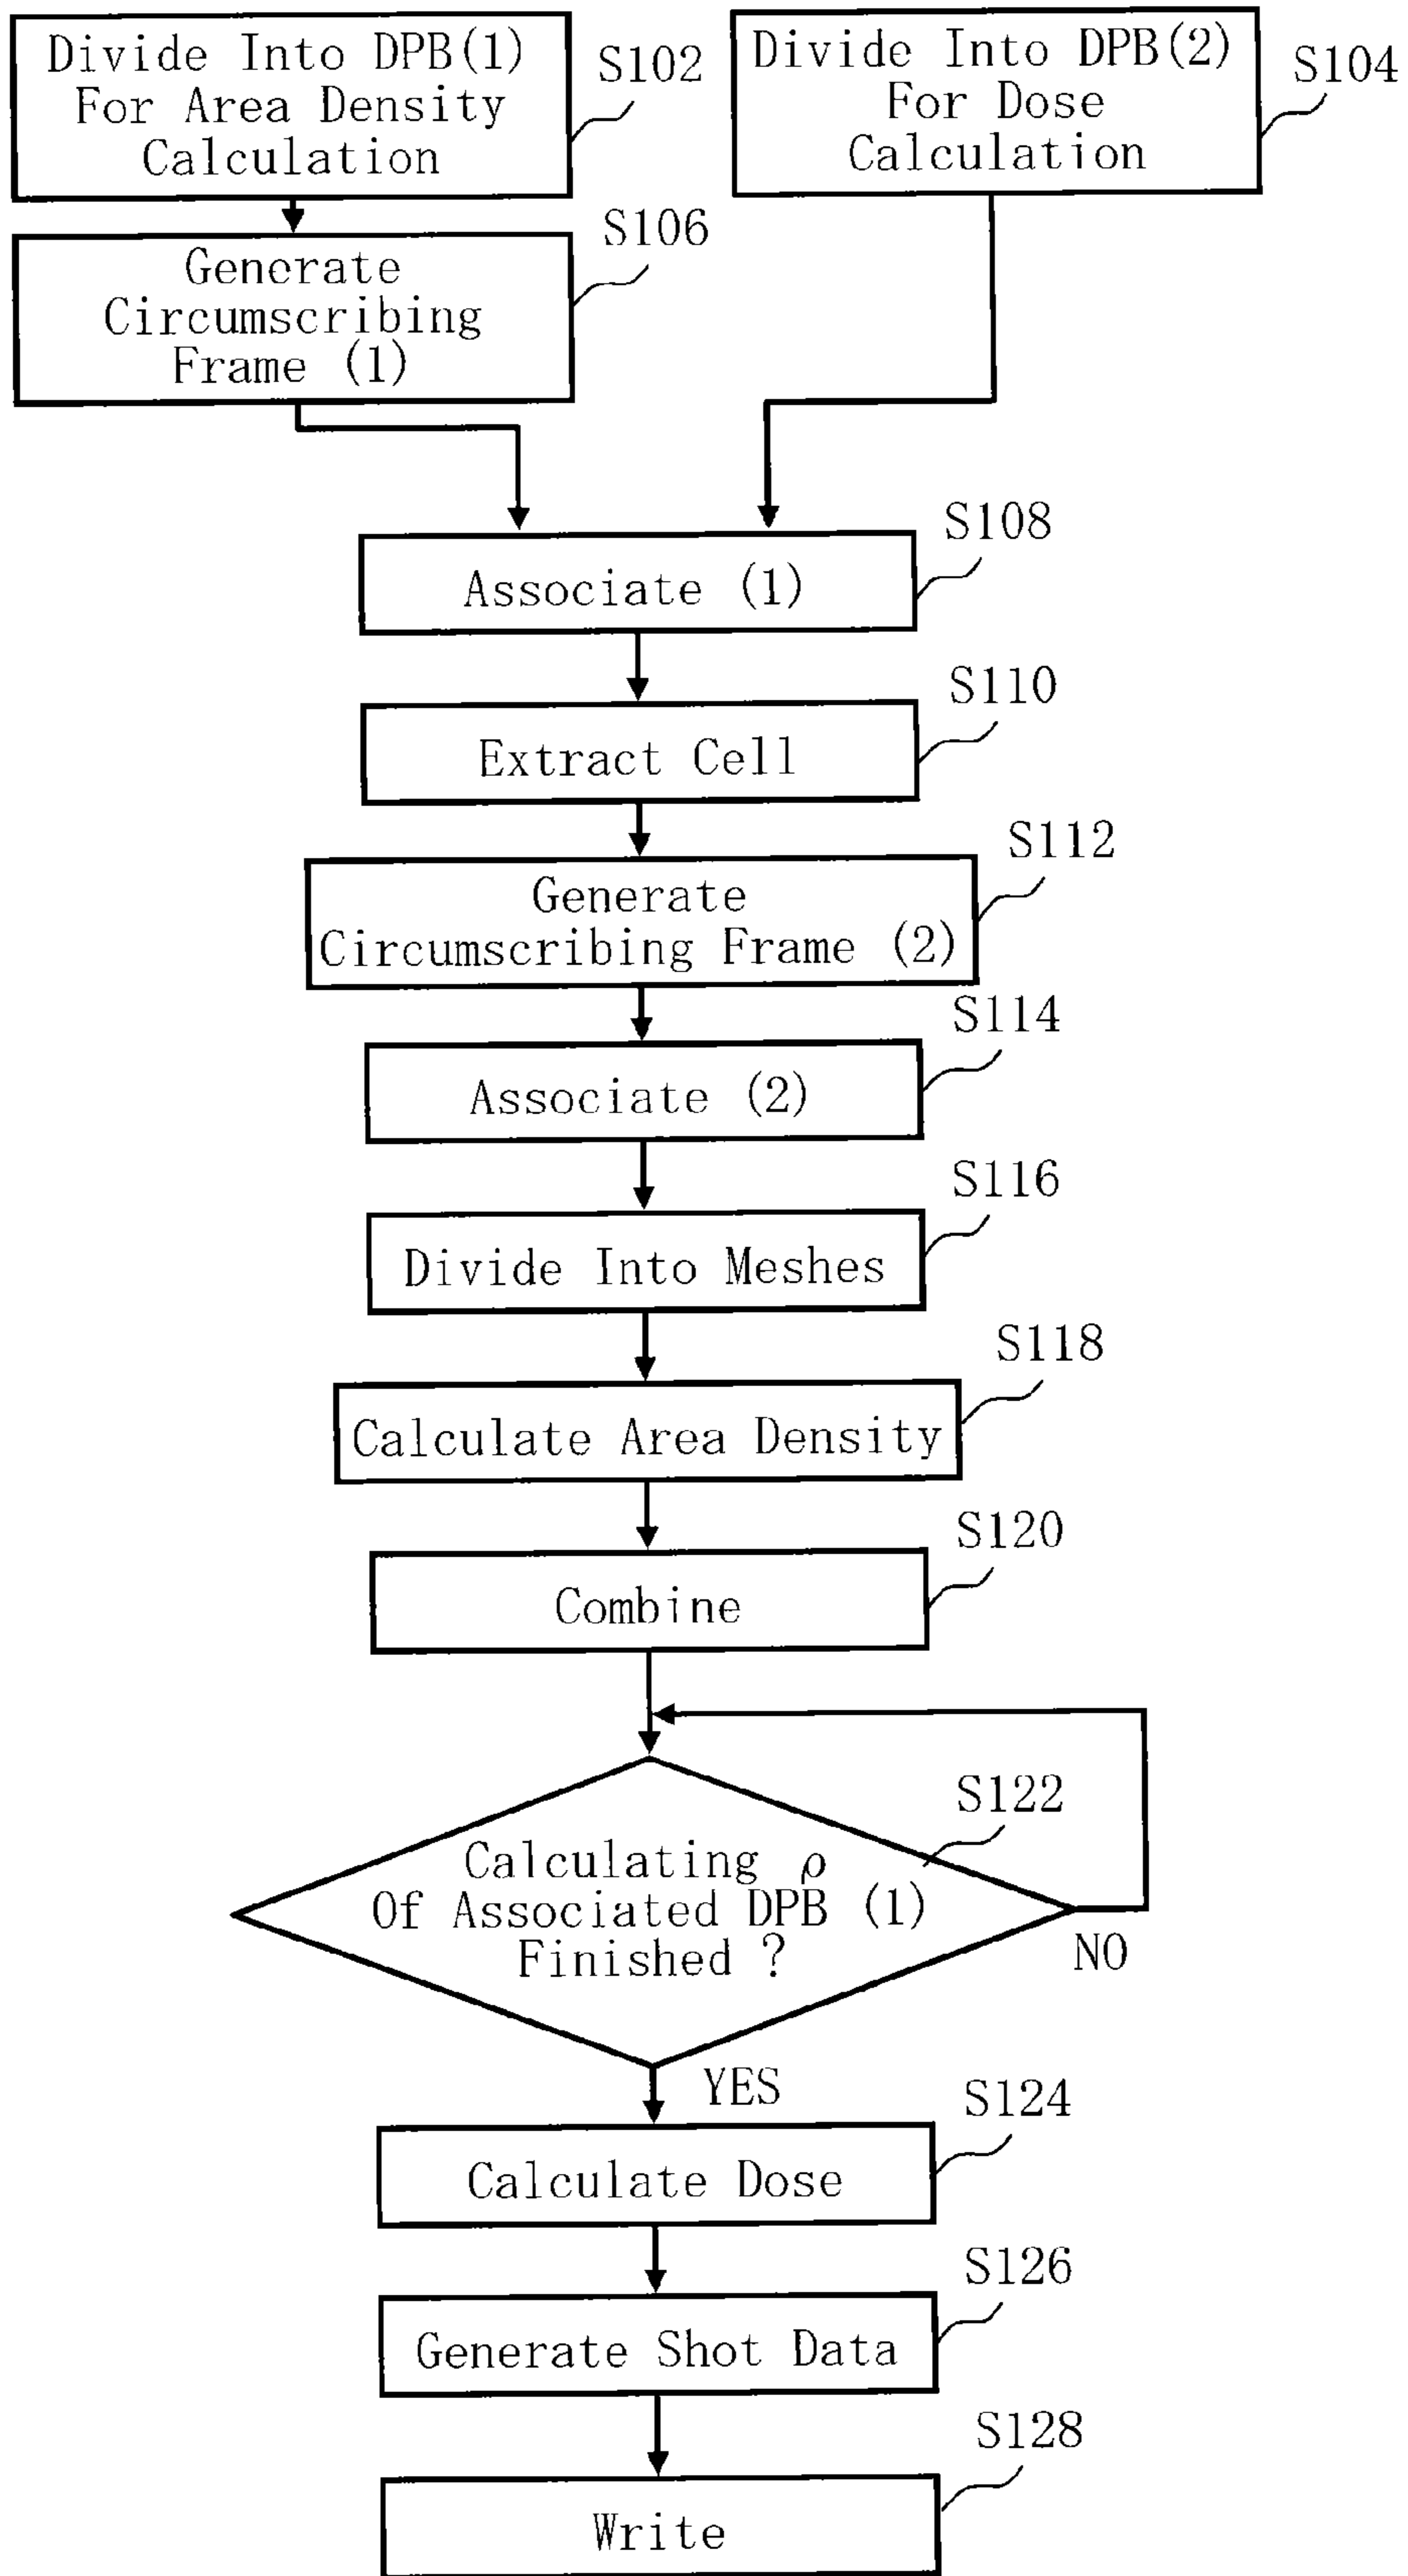 Divide Into DPB(1)
For Area Density
Calculation
S102
Divide Into DPB(2)
For Dose
Calculation
S104
Generate
Circumscribing
Frame (1)
S106
Associate (1)
S108
Extract Cell
S110
Generate
Circumscribing Frame (2)
S112
Associate (2)
S114
Divide Into Meshes
S116
Calculate Area Density
S118
Combine
S120
Calculating ρ
Of Associated DPB (1)
Finished ?
S122
NO
YES
Calculate Dose
S124
Generate Shot Data
S126
Write
S128